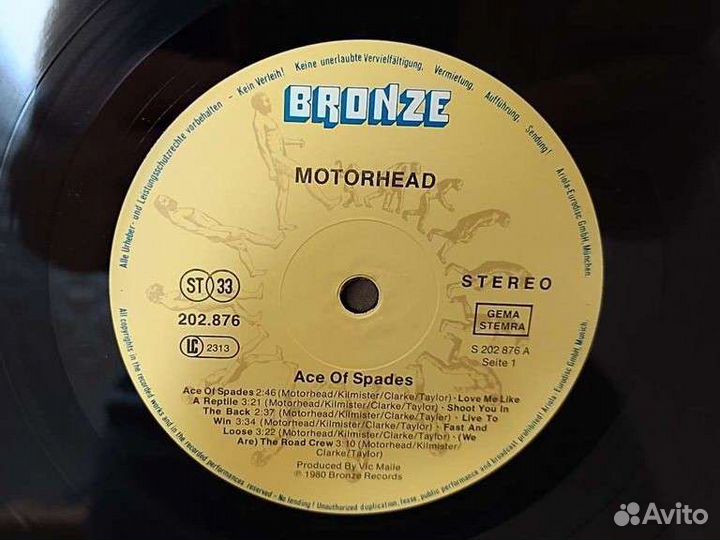 Alle Urheber- und Leistungsschutzrechte vorbehalten - Kein Verleih! Keine unerlaubte Vervielfältigung, Vermietung, Aufführung, Sendung!
Ariola-Eurodisc GmbH, München.
BRONZE
MOTORHEAD
ST 33
STEREO
202.876
GEMA
STEMRA
LC 2313
S 202 876 A
Seite 1
Ace Of Spades
Ace Of Spades 2:46 (Motorhead/Kilmister/Clarke/Taylor) · Love Me Like
A Reptile 3:21 (Motorhead/Kilmister/Clarke/Taylor) · Shoot You In
The Back 2:37 (Motorhead/Kilmister/Clarke/Taylor) · Live To
Win 3:34 (Motorhead/Kilmister/Clarke/Taylor) · Fast And
Loose 3:22 (Motorhead/Kilmister/Clarke/Taylor) · (We
Are) The Road Crew 3:10 (Motorhead/Kilmister/
Clarke/Taylor)
Produced By Vic Maile
℗ 1980 Bronze Records
All copyrights in the recorded works and in the recorded performances reserved - No lending! Unauthorized duplication, lease, public performance and broadcast prohibited! Ariola-Eurodisc GmbH, Munich.
Avito